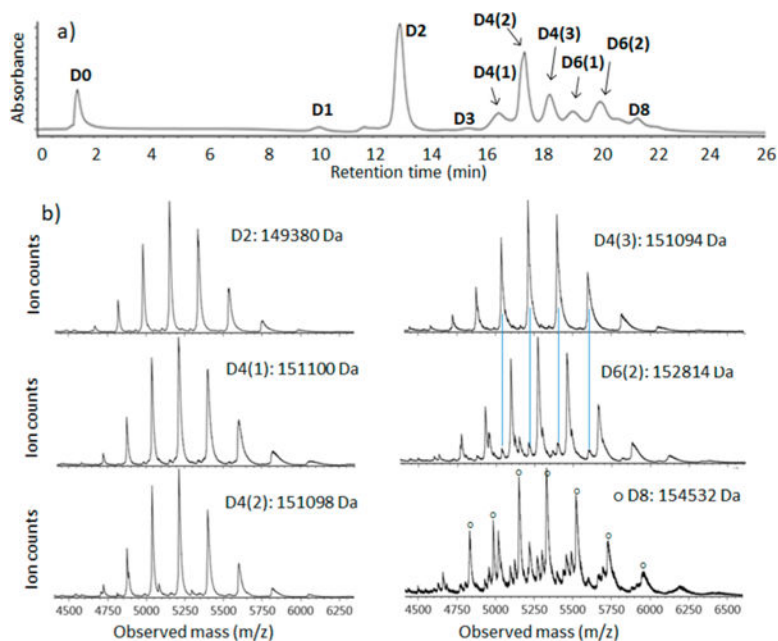 a)
Absorbance
D0
D1
D2
D3
D4(1)
D4(2)
D4(3)
D6(1)
D6(2)
D8
0 2 4 6 8 10 12 14 16 18 20 22 24 26
Retention time (min)
b)
Ion counts
D2: 149380 Da
D4(3): 151094 Da
Ion counts
D4(1): 151100 Da
D6(2): 152814 Da
Ion counts
D4(2): 151098 Da
o D8: 154532 Da
4500 4750 5000 5250 5500 5750 6000 6250
4500 4750 5000 5250 5500 5750 6000 6250 6500
Observed mass (m/z)
Observed mass (m/z)